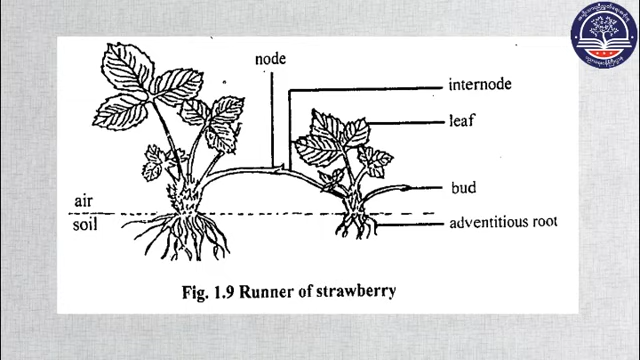 node
internode
leaf
bud
air
soil
adventitious root
Fig. 1.9 Runner of strawberry